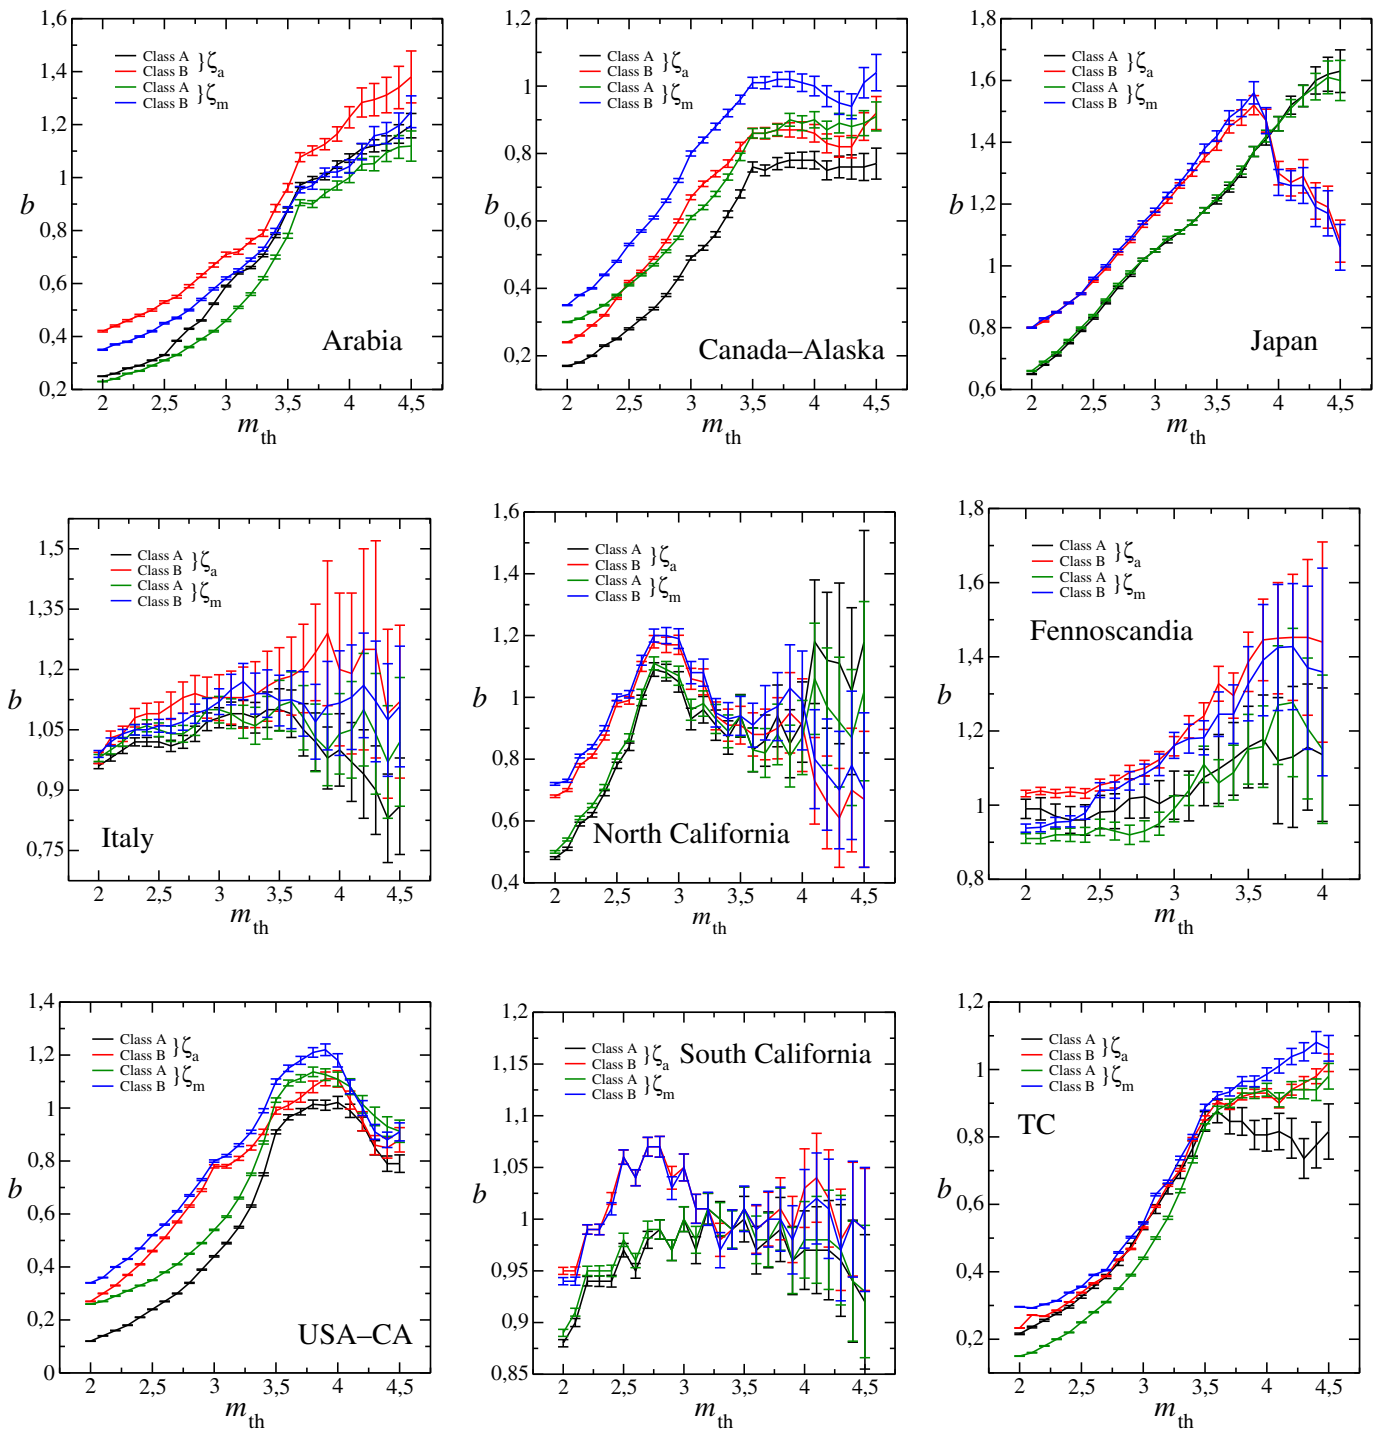 1,6
1,4
1,2
1
0,8
0,6
0,4
0,2
b
Class A
Class B
}ζa
Class A
Class B
}ζm
Arabia
2 2,5 3 3,5 4 4,5
mth
1,2
1
0,8
0,6
0,4
0,2
b
Class A
Class B
}ζa
Class A
Class B
}ζm
Canada–Alaska
2 2,5 3 3,5 4 4,5
mth
1.8
1.6
1.4
1.2
1
0.8
0.6
b
Class A
Class B
}ζa
Class A
Class B
}ζm
Japan
2 2,5 3 3,5 4 4,5
mth
1,5
1,35
1,2
1,05
0,9
0,75
b
Class A
Class B
}ζa
Class A
Class B
}ζm
Italy
2 2,5 3 3,5 4 4,5
mth
1,6
1,4
1,2
1
0,8
0,6
0,4
b
Class A
Class B
}ζa
Class A
Class B
}ζm
North California
2 2,5 3 3,5 4 4,5
mth
1.8
1.6
1.4
1.2
1
0.8
b
Class A
Class B
}ζa
Class A
Class B
}ζm
Fennoscandia
2 2,5 3 3,5 4
mth
1,4
1,2
1
0,8
0,6
0,4
0,2
0
b
Class A
Class B
}ζa
Class A
Class B
}ζm
USA–CA
2 2,5 3 3,5 4 4,5
mth
1,2
1,15
1,1
1,05
1
0,95
0,9
0,85
b
Class A
Class B
}ζa
Class A
Class B
}ζm
South California
2 2,5 3 3,5 4 4,5
mth
1,2
1
0,8
0,6
0,4
0,2
b
Class A
Class B
}ζa
Class A
Class B
}ζm
TC
2 2,5 3 3,5 4 4,5
mth